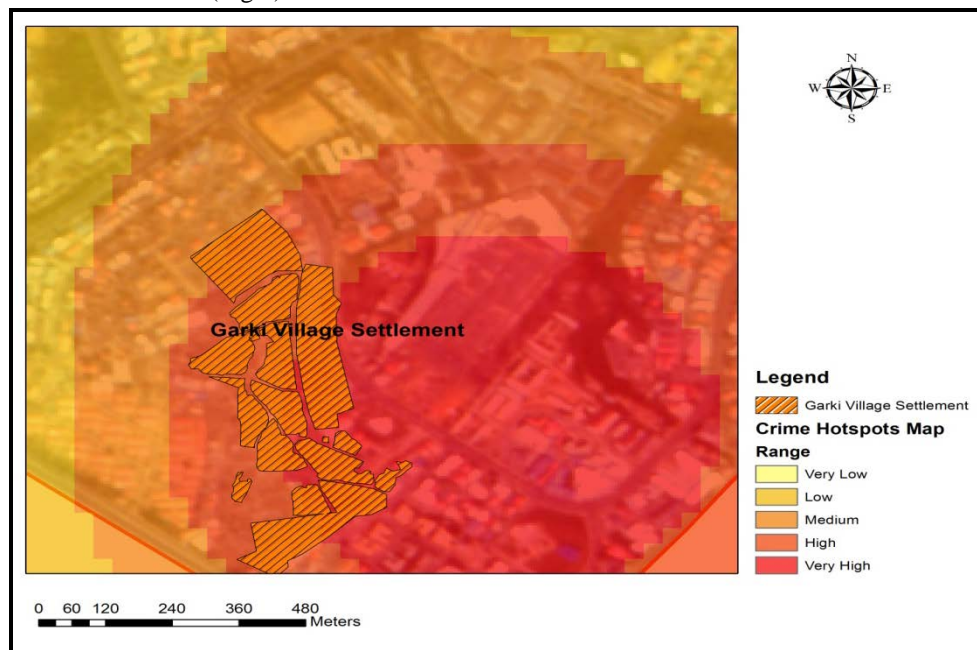 N
W E
S
Garki Village Settlement
Legend
Garki Village Settlement
Crime Hotspots Map
Range
Very Low
Low
Medium
High
Very High
0 60 120 240 360 480
Meters